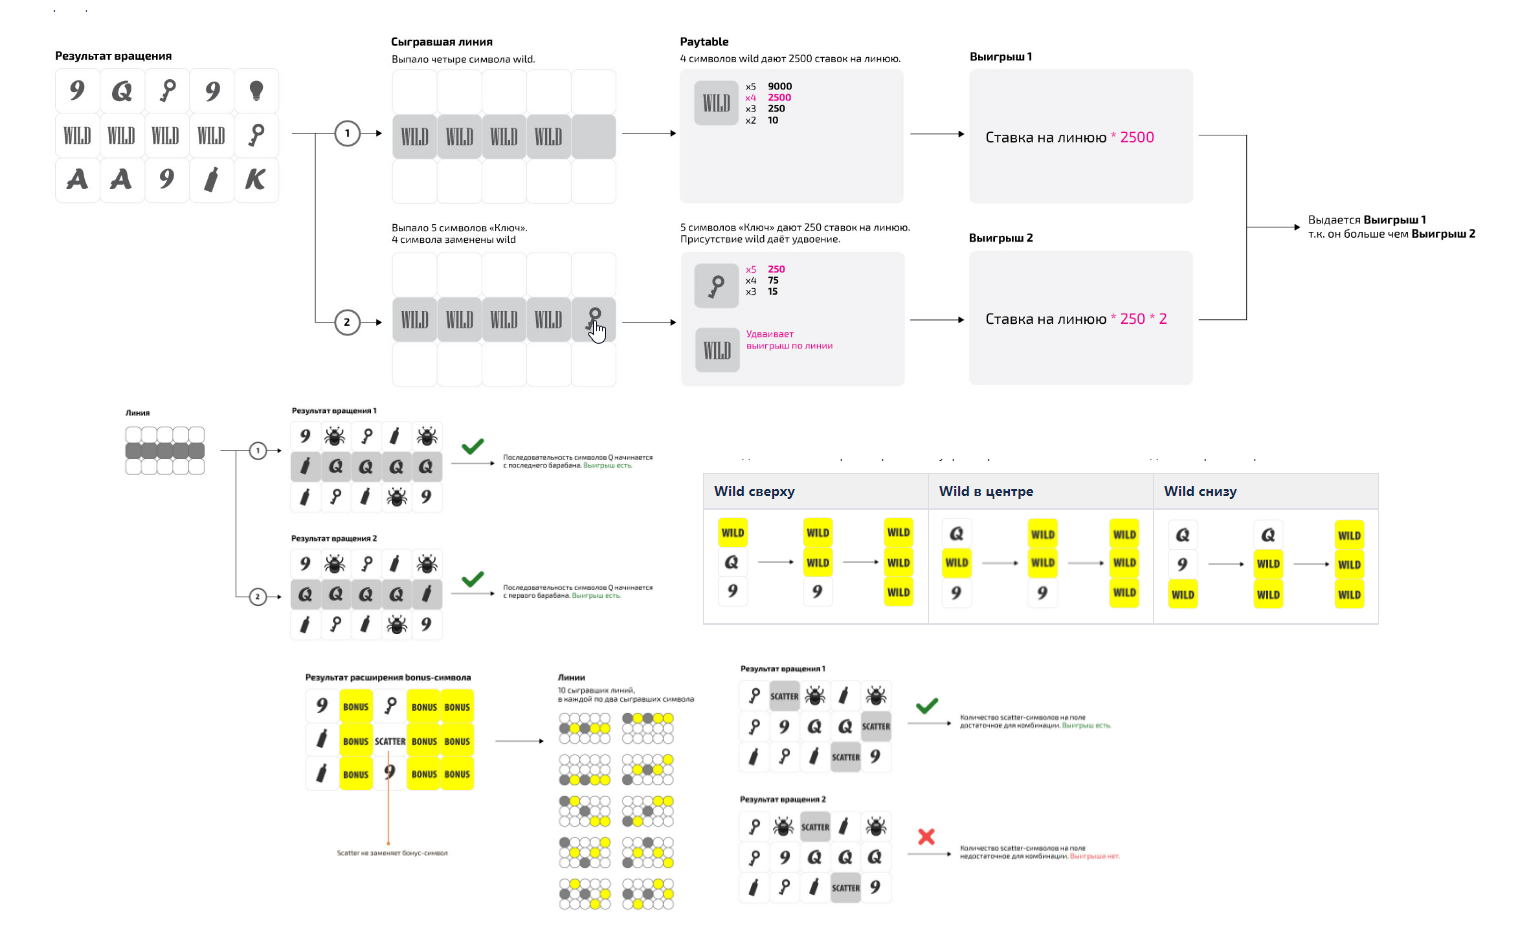 Результат вращения
9 Q 9
WILD WILD WILD WILD
A A 9 K
1
2
Сыгравшая линия
Выпало четыре символа wild.
WILD WILD WILD WILD
Выпало 5 символов «Ключ».
4 символа заменены wild
WILD WILD WILD WILD
Paytable
4 символов wild дают 2500 ставок на линюю.
WILD
x5 9000
x4 2500
x3 250
x2 10
5 символов «Ключ» дают 250 ставок на линюю.
Присутствие wild даёт удвоение.
x5 250
x4 75
x3 15
WILD
Удваивает
выигрыш по линии
Выигрыш 1
Ставка на линюю * 2500
Выигрыш 2
Ставка на линюю * 250 * 2
Выдается Выигрыш 1
т.к. он больше чем Выигрыш 2
Линия
1
2
Результат вращения 1
9
Q Q Q Q
9
Последовательность символов Q начинается
с последнего барабана. Выигрыш есть.
Результат вращения 2
9
Q Q Q Q
9
Последовательность символов Q начинается
с первого барабана. Выигрыш есть.
Wild сверху
WILD WILD WILD
Q WILD WILD
9 9 WILD
Wild в центре
Q WILD WILD
WILD WILD WILD
9 9 WILD
Wild снизу
Q Q WILD
9 WILD WILD
WILD WILD WILD
Результат расширения bonus-символа
9 BONUS BONUS BONUS
BONUS SCATTER BONUS BONUS
BONUS 9 BONUS BONUS
Scatter не заменяет бонус-символ
Линии
10 сыгравших линий,
в каждой по два сыгравших символа
Результат вращения 1
SCATTER
9 Q Q SCATTER
SCATTER 9
Количество scatter-символов на поле
достаточное для комбинации. Выигрыш есть.
Результат вращения 2
SCATTER
9 Q Q Q
SCATTER 9
Количество scatter-символов на поле
недостаточное для комбинации. Выигрыша нет.